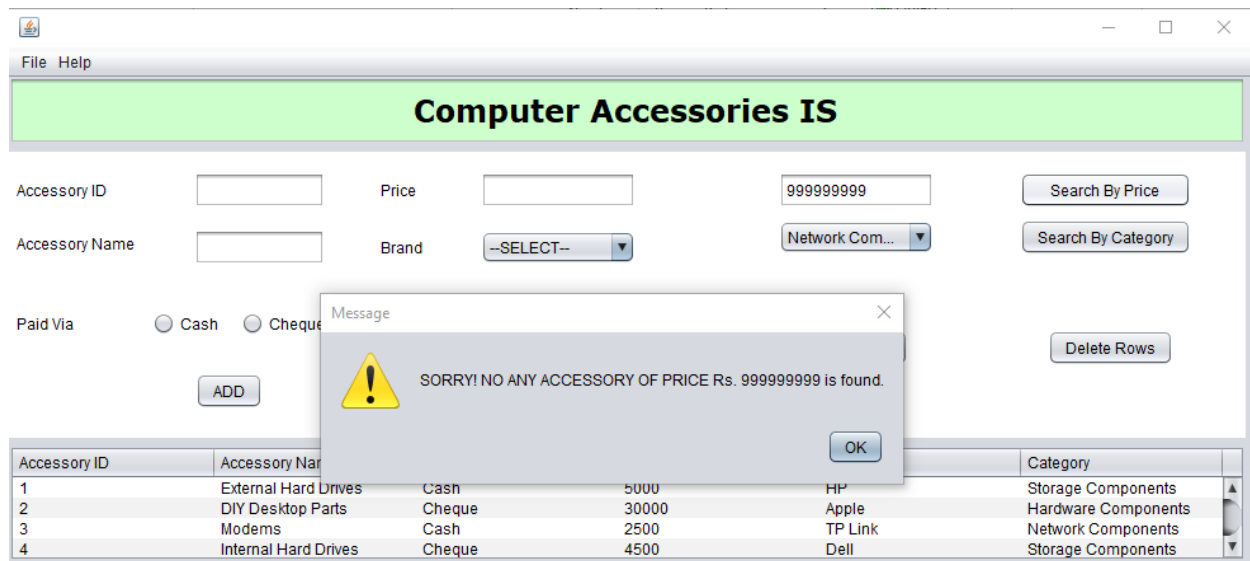 File Help
Computer Accessories IS
Accessory ID Price 999999999 Search By Price
Accessory Name Brand --SELECT-- Network Com... Search By Category
Paid Via Cash Cheque Delete Rows
ADD
Message
SORRY! NO ANY ACCESSORY OF PRICE Rs. 999999999 is found.
OK
Accessory ID Accessory Nar Category
1 External Hard Drives Cash 5000 HP Storage Components
2 DIY Desktop Parts Cheque 30000 Apple Hardware Components
3 Modems Cash 2500 TP Link Network Components
4 Internal Hard Drives Cheque 4500 Dell Storage Components